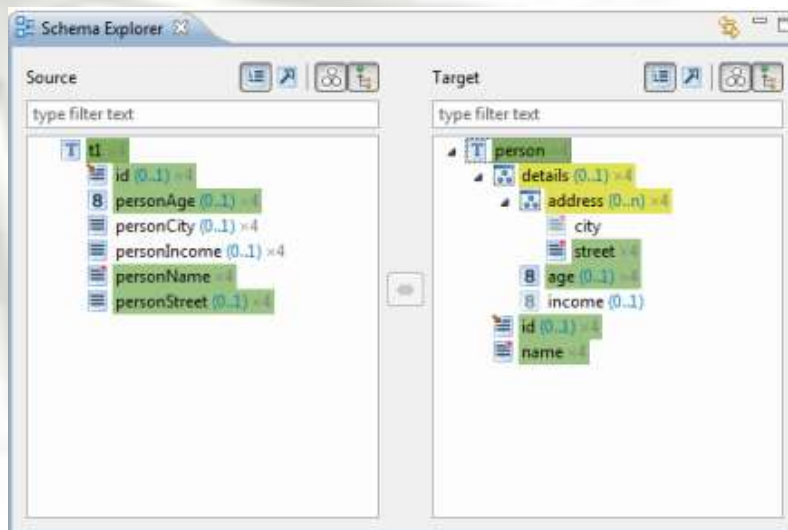 Schema Explorer
Source
type filter text
t1 ×4
id (0..1) ×4
personAge (0..1) ×4
personCity (0..1) ×4
personIncome (0..1) ×4
personName ×4
personStreet (0..1) ×4
Target
type filter text
person ×4
details (0..1) ×4
address (0..n) ×4
city
street ×4
age (0..1) ×4
income (0..1)
id (0..1) ×4
name ×4